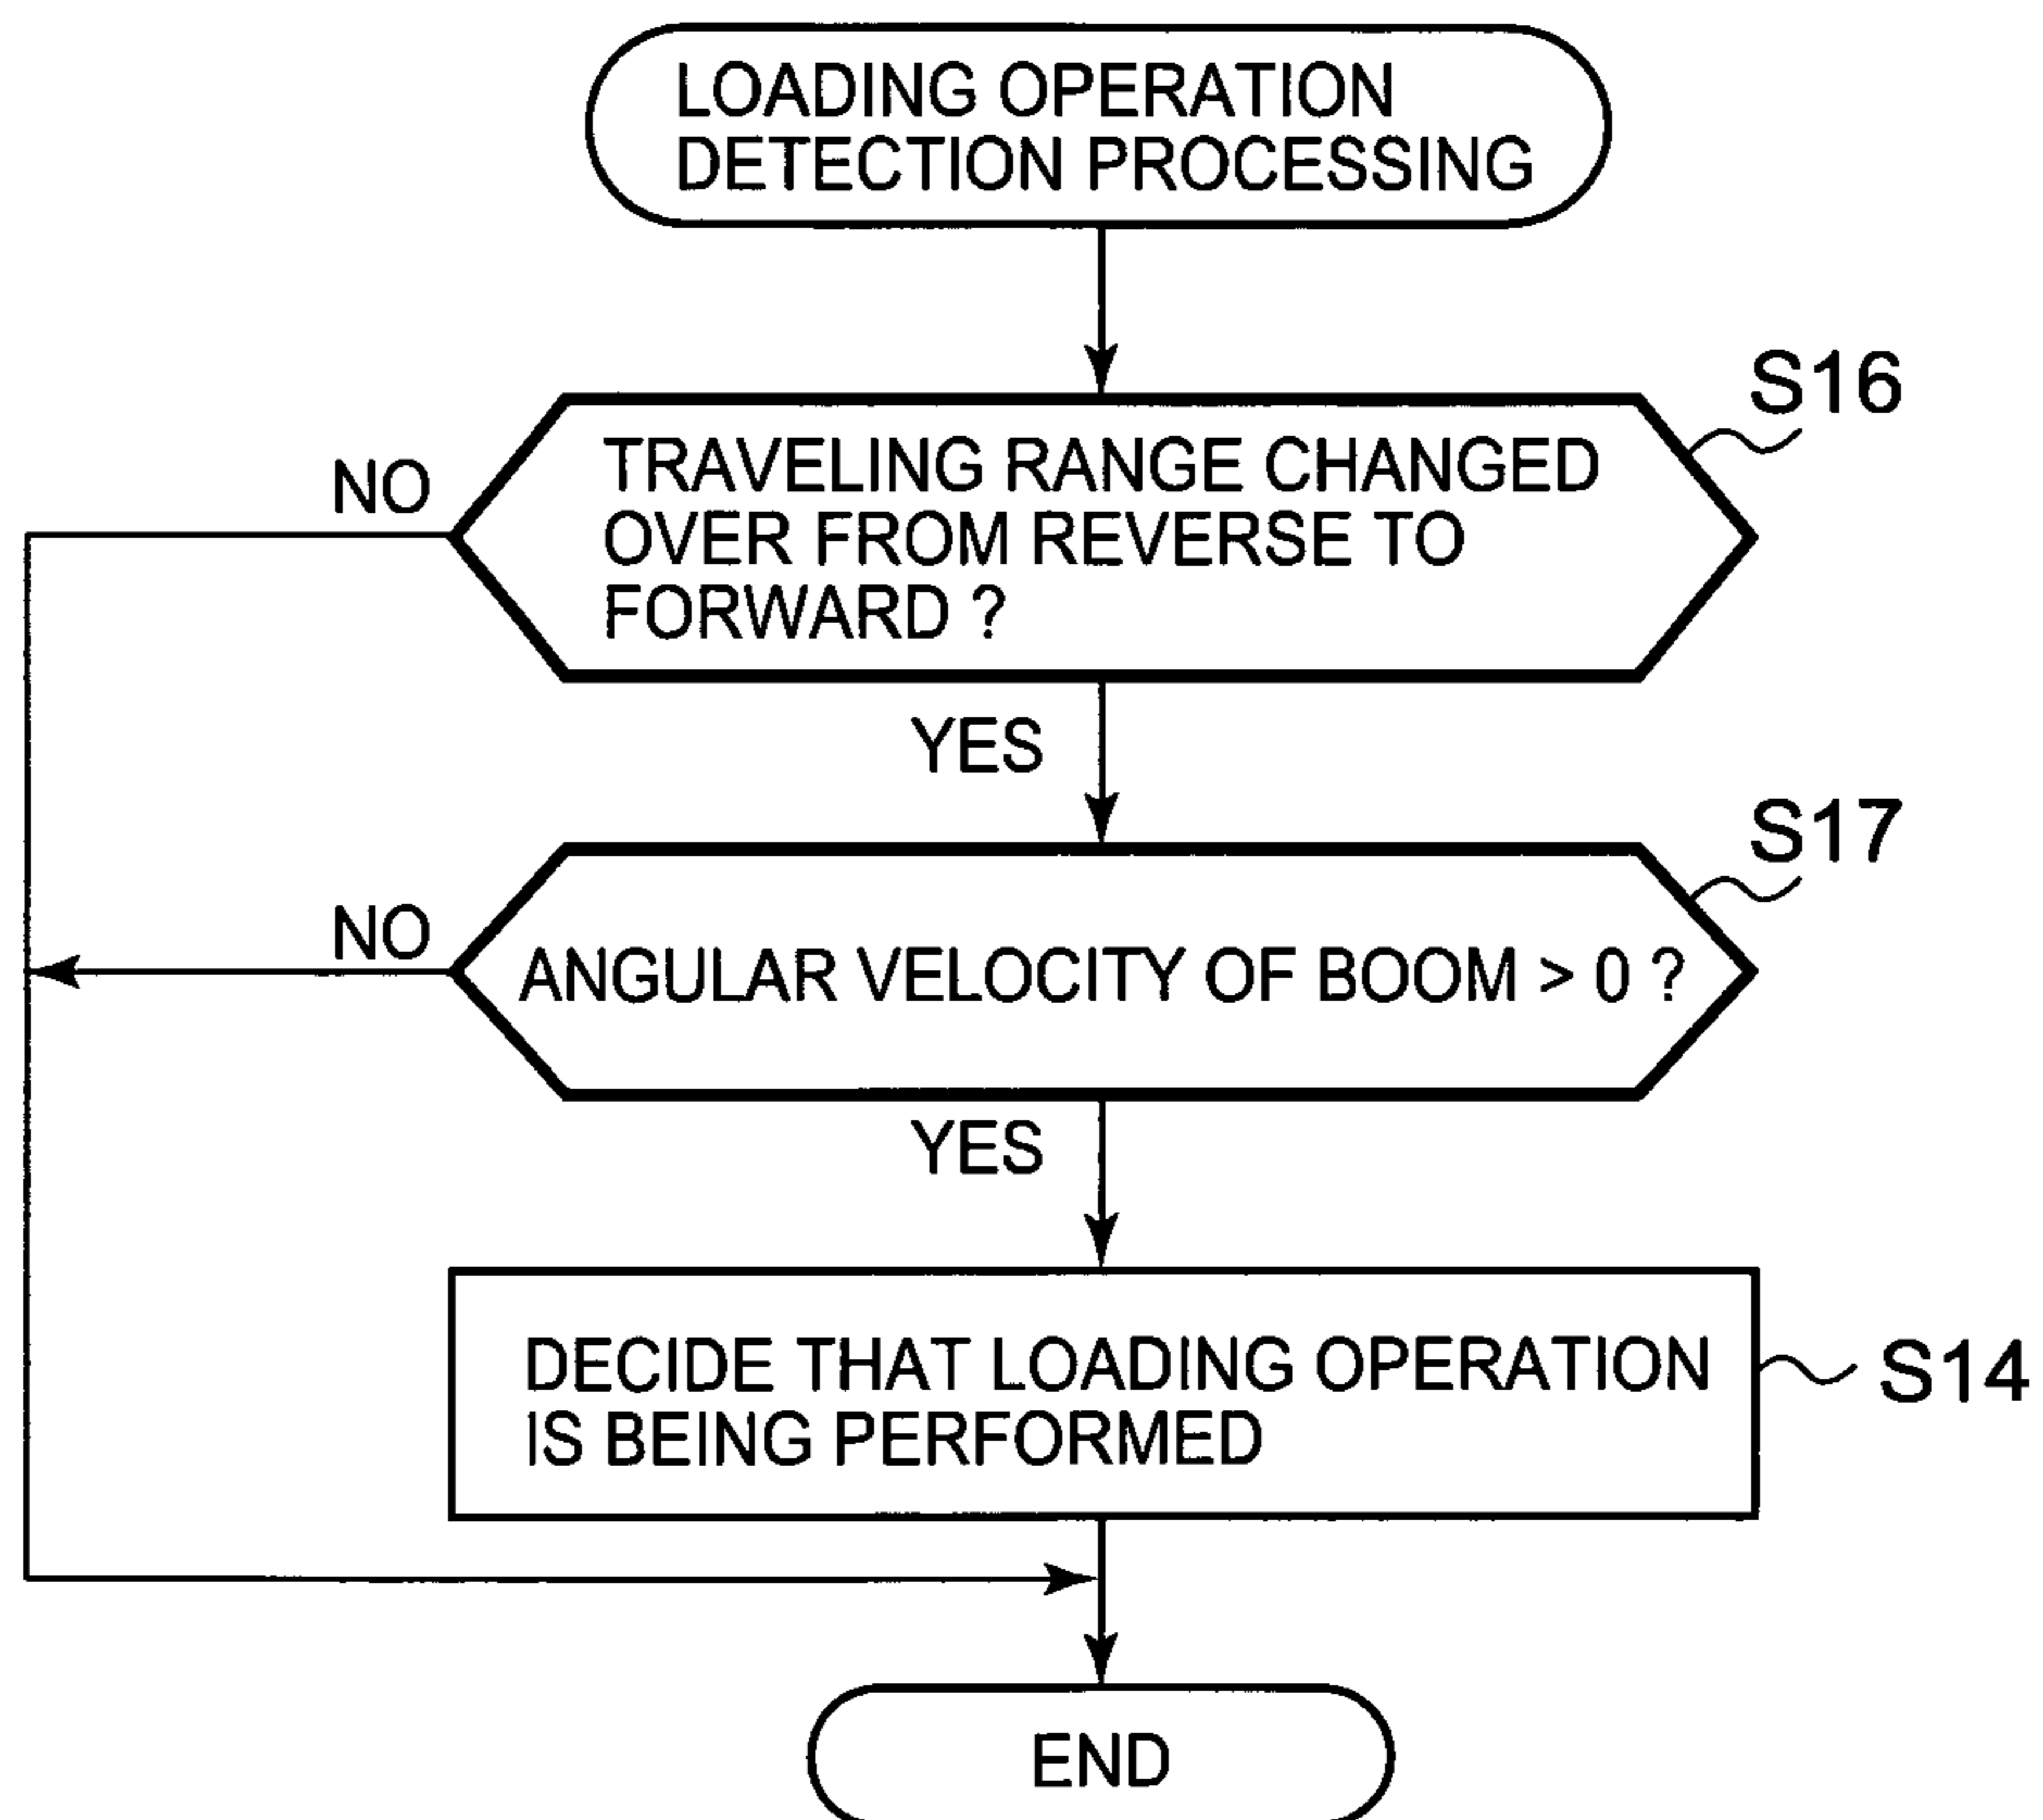 LOADING OPERATION
DETECTION PROCESSING
S16
NO
TRAVELING RANGE CHANGED
OVER FROM REVERSE TO
FORWARD ?
YES
S17
NO
ANGULAR VELOCITY OF BOOM > 0 ?
YES
DECIDE THAT LOADING OPERATION
IS BEING PERFORMED
S14
END